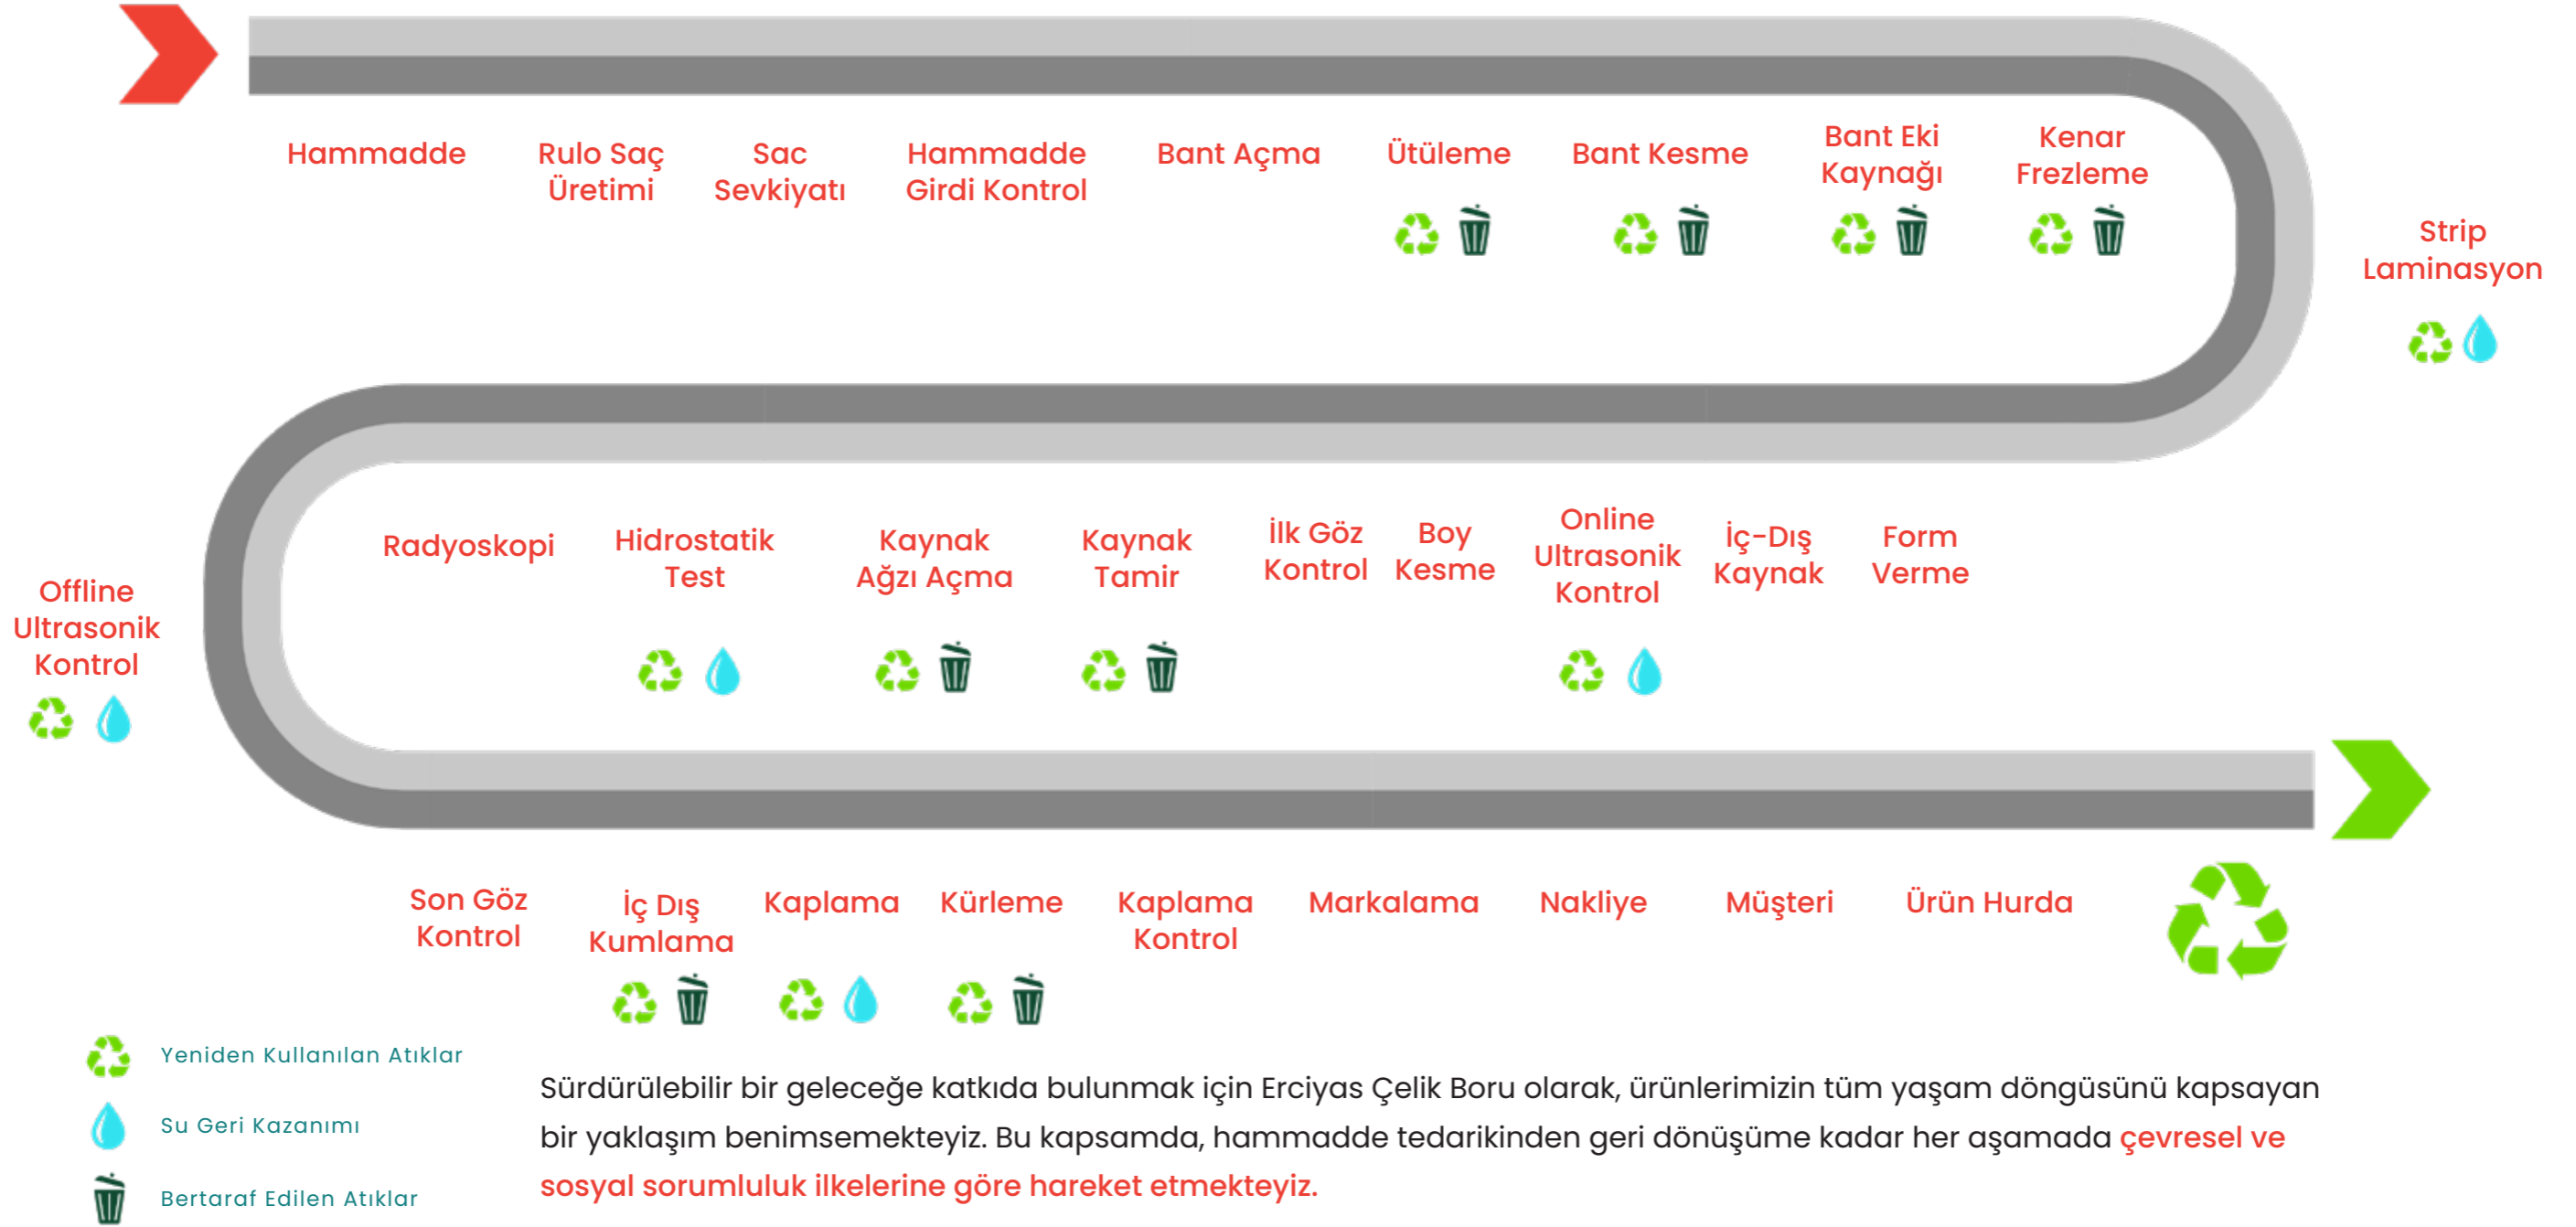 Hammadde
Rulo Saç
Üretimi
Sac
Sevkiyatı
Hammadde
Girdi Kontrol
Bant Açma
Ütüleme
Bant Kesme
Bant Eki
Kaynağı
Kenar
Frezleme
Strip
Laminasyon
Radyoskopi
Hidrostatik
Test
Kaynak
Ağzı Açma
Kaynak
Tamir
İlk Göz
Kontrol
Boy
Kesme
Online
Ultrasonik
Kontrol
İç-Dış
Kaynak
Form
Verme
Offline
Ultrasonik
Kontrol
Son Göz
Kontrol
İç Dış
Kumlama
Kaplama
Kürleme
Kaplama
Kontrol
Markalama
Nakliye
Müşteri
Ürün Hurda
Yeniden Kullanılan Atıklar
Su Geri Kazanımı
Bertaraf Edilen Atıklar
Sürdürülebilir bir geleceğe katkıda bulunmak için Erciyas Çelik Boru olarak, ürünlerimizin tüm yaşam döngüsünü kapsayan
bir yaklaşım benimsemekteyiz. Bu kapsamda, hammadde tedarikinden geri dönüşüme kadar her aşamada çevresel ve
sosyal sorumluluk ilkelerine göre hareket etmekteyiz.